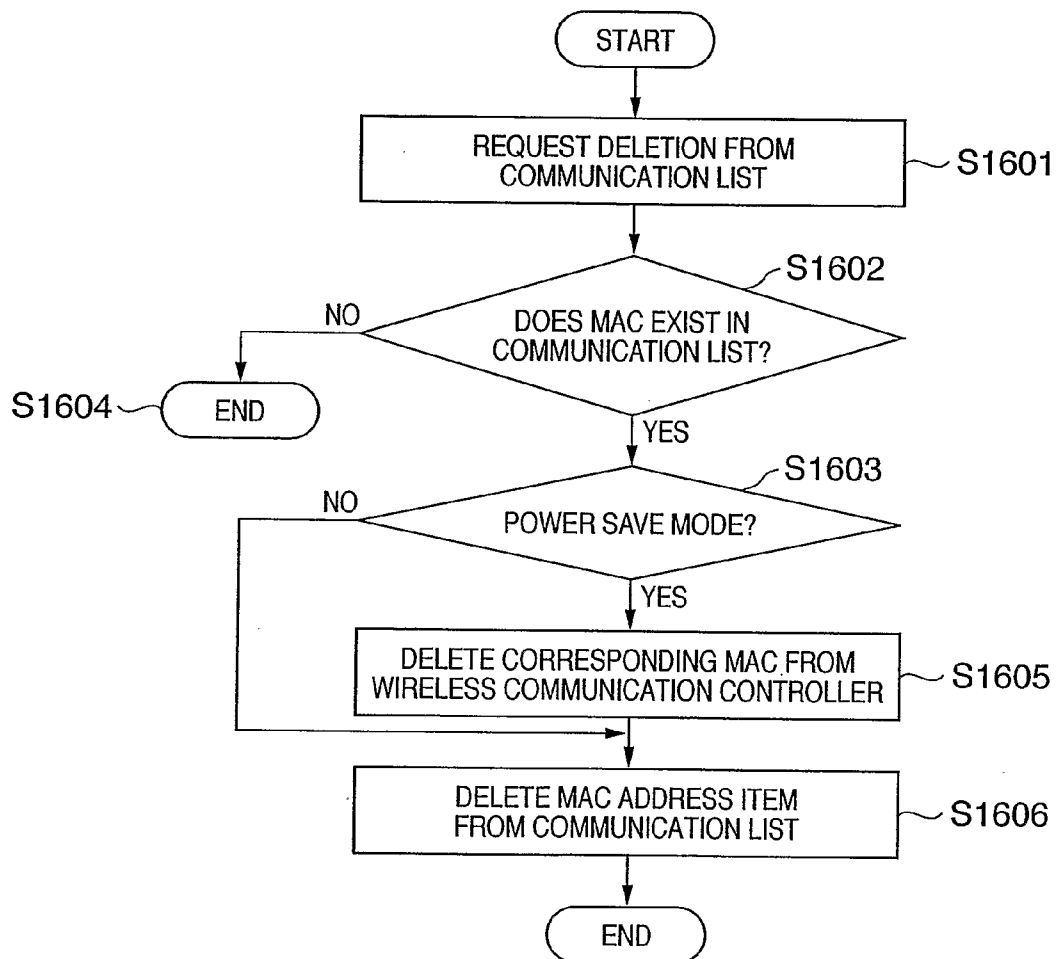 START
REQUEST DELETION FROM
COMMUNICATION LIST
S1601
S1602
NO
DOES MAC EXIST IN
COMMUNICATION LIST?
S1604
END
YES
S1603
NO
POWER SAVE MODE?
YES
DELETE CORRESPONDING MAC FROM
WIRELESS COMMUNICATION CONTROLLER
S1605
DELETE MAC ADDRESS ITEM
FROM COMMUNICATION LIST
S1606
END